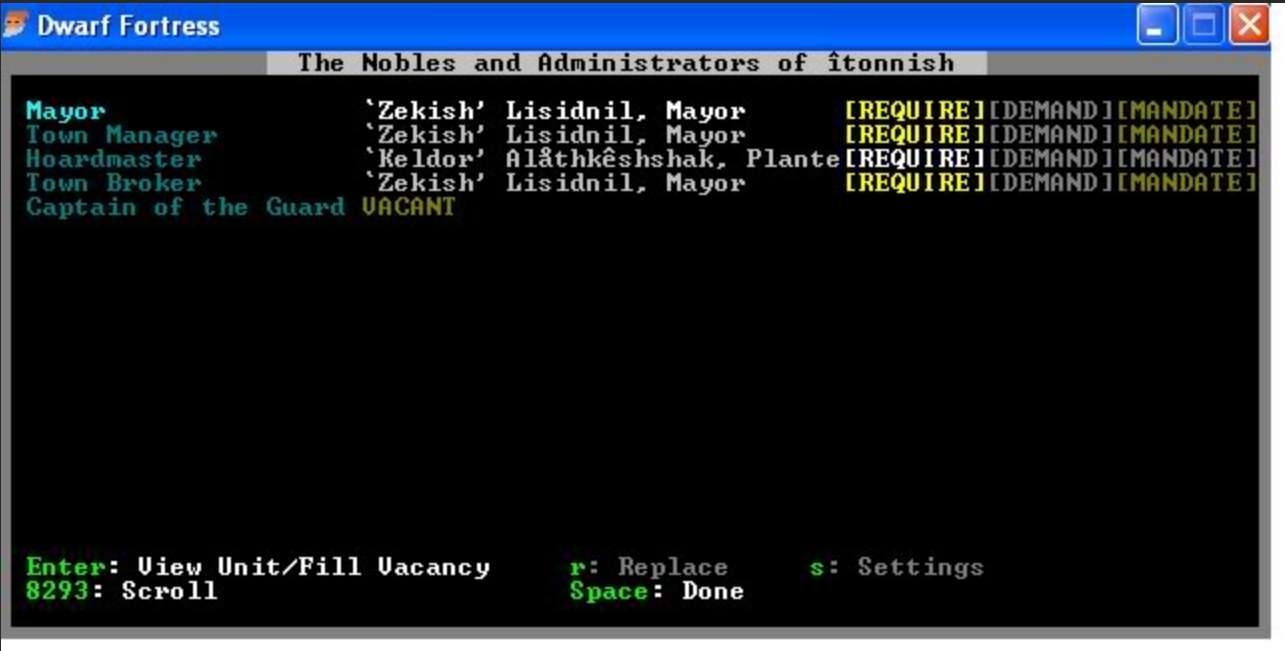 Dwarf Fortress
The Nobles and Administrators of îtonnish
Mayor `Zekish' Lisidnil, Mayor [REQUIRE][DEMAND][MANDATE]
Town Manager `Zekish' Lisidnil, Mayor [REQUIRE][DEMAND][MANDATE]
Hoardmaster `Keldor' Alåthkêshshak, Plante[REQUIRE][DEMAND][MANDATE]
Town Broker `Zekish' Lisidnil, Mayor [REQUIRE][DEMAND][MANDATE]
Captain of the Guard VACANT
Enter: View Unit/Fill Vacancy r: Replace s: Settings
8293: Scroll Space: Done